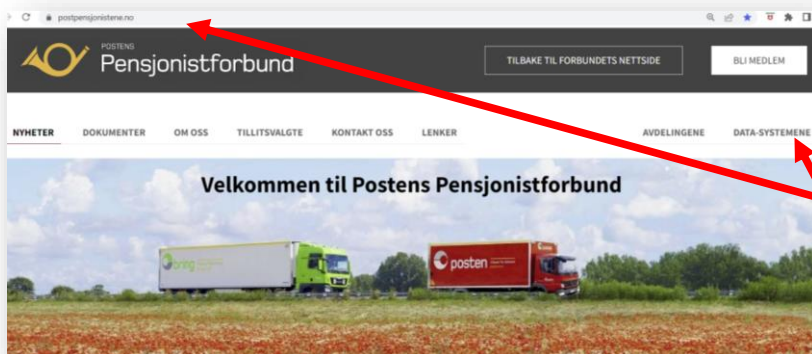 postpensjonistene.no
POSTENS
Pensjonistforbund
TILBAKE TIL FORBUNDETS NETTSIDE
BLI MEDLEM
NYHETER DOKUMENTER OM OSS TILLITSVALGTE KONTAKT OSS LENKER AVDELINGENE DATA-SYSTEMENE
Velkommen til Postens Pensjonistforbund
bring
posten